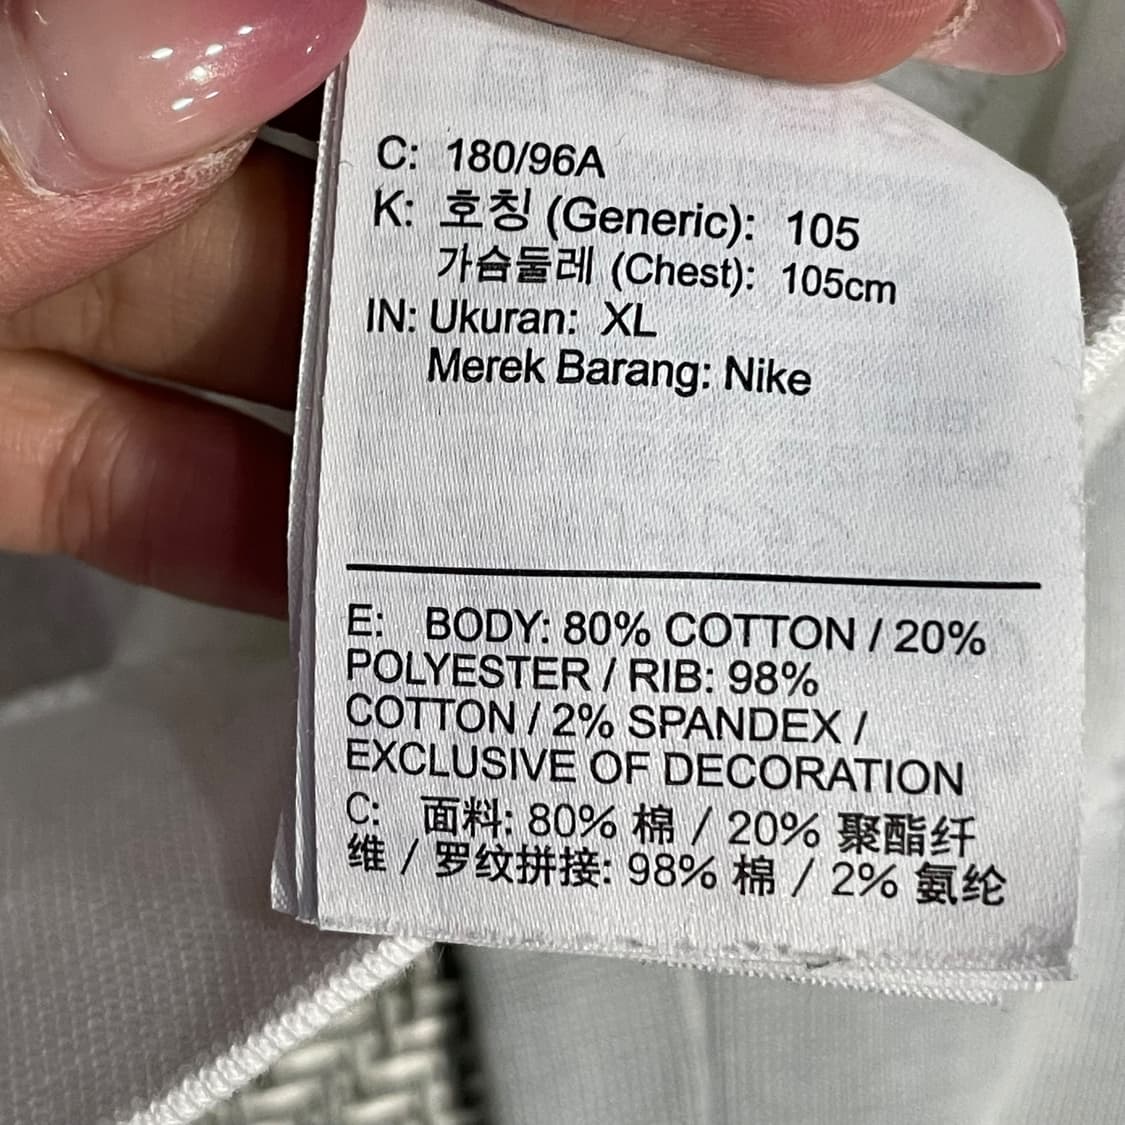 C: 180/96A
K: 호칭 (Generic): 105
가슴둘레 (Chest): 105cm
IN: Ukuran: XL
Merek Barang: Nike
E: BODY: 80% COTTON / 20%
POLYESTER / RIB: 98%
COTTON / 2% SPANDEX /
EXCLUSIVE OF DECORATION
C: 面料: 80% 棉 / 20% 聚酯纤
维 / 罗纹拼接: 98% 棉 / 2% 氨纶